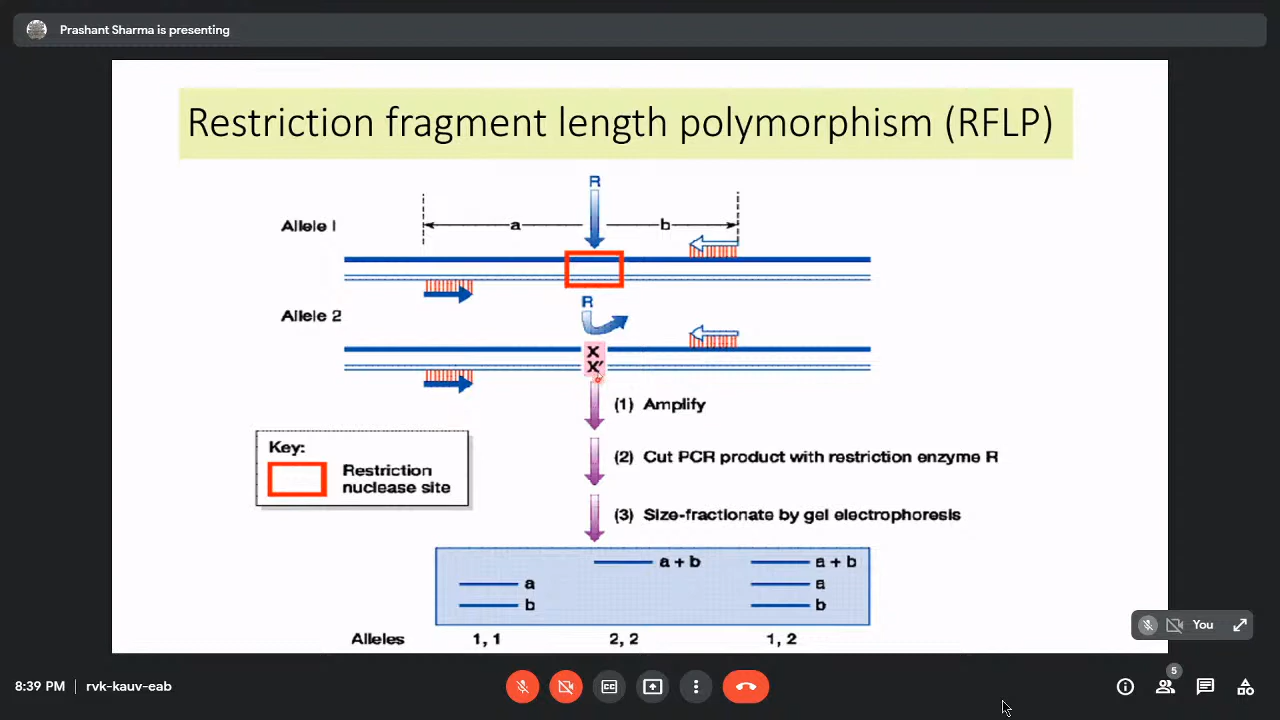 Prashant Sharma is presenting
Restriction fragment length polymorphism (RFLP)
R
Allele I
a
b
R
Allele 2
X
X'
(1) Amplify
Key:
Restriction
nuclease site
(2) Cut PCR product with restriction enzyme R
(3) Size-fractionate by gel electrophoresis
a + b
a + b
a
a
b
b
Alleles 1, 1 2, 2 1, 2
You
8:39 PM | rvk-kauv-eab
5